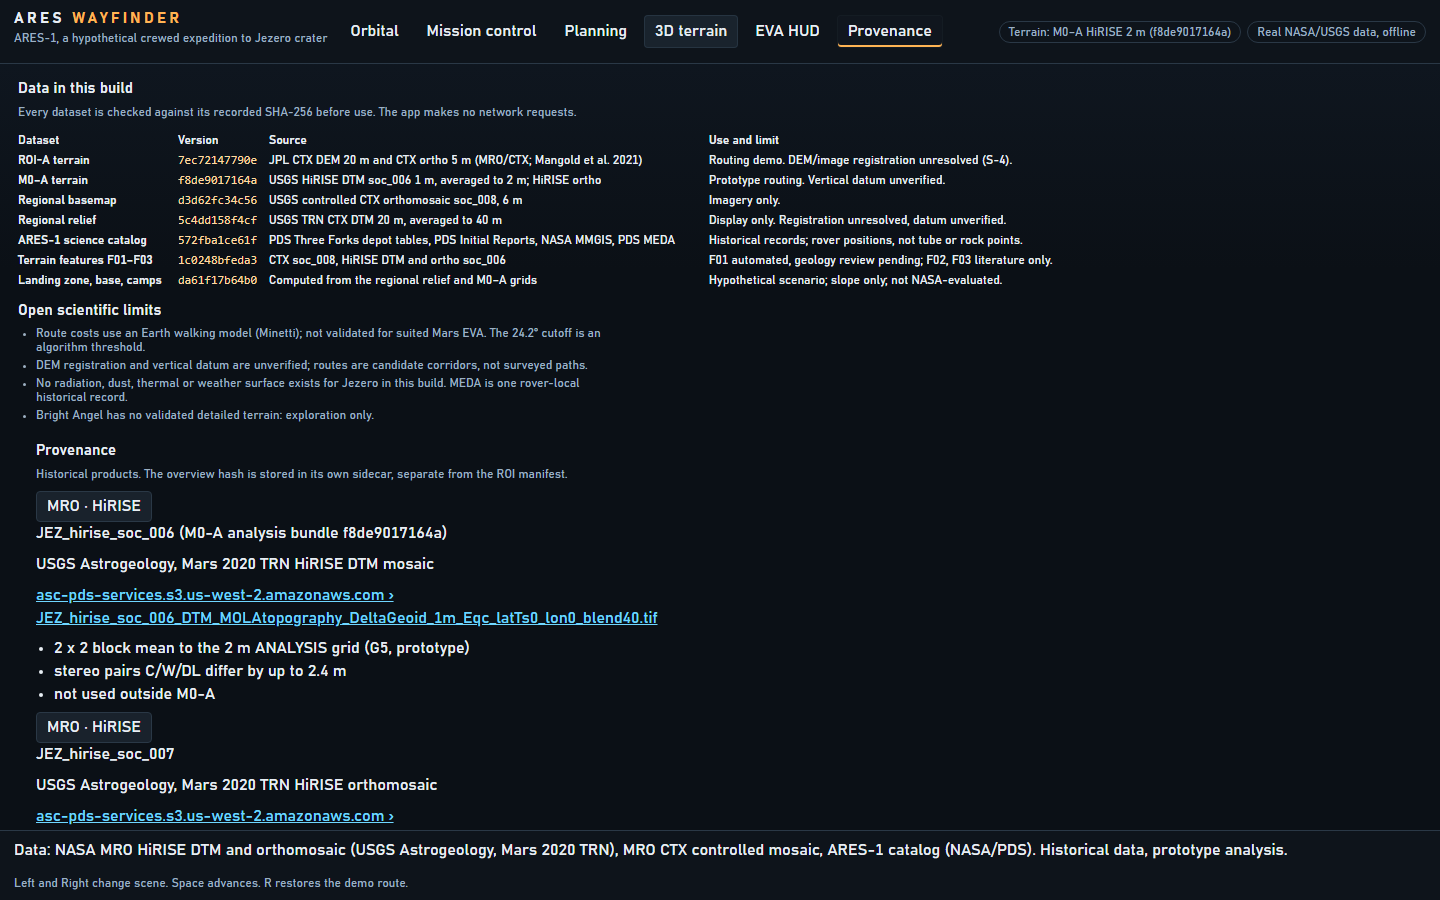 ARES WAYFINDER
ARES-1, a hypothetical crewed expedition to Jezero crater
Orbital
Mission control
Planning
3D terrain
EVA HUD
Provenance
Terrain: M0-A HiRISE 2 m (f8de9017164a)
Real NASA/USGS data, offline
Data in this build
Every dataset is checked against its recorded SHA-256 before use. The app makes no network requests.
Dataset Version Source Use and limit
ROI-A terrain 7ec72147790e JPL CTX DEM 20 m and CTX ortho 5 m (MRO/CTX; Mangold et al. 2021) Routing demo. DEM/image registration unresolved (S-4).
M0-A terrain f8de9017164a USGS HiRISE DTM soc_006 1 m, averaged to 2 m; HiRISE ortho Prototype routing. Vertical datum unverified.
Regional basemap d3d62fc34c56 USGS controlled CTX orthomosaic soc_008, 6 m Imagery only.
Regional relief 5c4dd158f4cf USGS TRN CTX DTM 20 m, averaged to 40 m Display only. Registration unresolved, datum unverified.
ARES-1 science catalog 572fba1ce61f PDS Three Forks depot tables, PDS Initial Reports, NASA MMGIS, PDS MEDA Historical records; rover positions, not tube or rock points.
Terrain features F01-F03 1c0248bfeda3 CTX soc_008, HiRISE DTM and ortho soc_006 F01 automated, geology review pending; F02, F03 literature only.
Landing zone, base, camps da61f17b64b0 Computed from the regional relief and M0-A grids Hypothetical scenario; slope only; not NASA-evaluated.
Open scientific limits
• Route costs use an Earth walking model (Minetti); not validated for suited Mars EVA. The 24.2° cutoff is an
algorithm threshold.
• DEM registration and vertical datum are unverified; routes are candidate corridors, not surveyed paths.
• No radiation, dust, thermal or weather surface exists for Jezero in this build. MEDA is one rover-local
historical record.
• Bright Angel has no validated detailed terrain: exploration only.
Provenance
Historical products. The overview hash is stored in its own sidecar, separate from the ROI manifest.
MRO · HiRISE
JEZ_hirise_soc_006 (M0-A analysis bundle f8de9017164a)
USGS Astrogeology, Mars 2020 TRN HiRISE DTM mosaic
asc-pds-services.s3.us-west-2.amazonaws.com ›
JEZ_hirise_soc_006_DTM_MOLAtopography_DeltaGeoid_1m_Eqc_latTs0_lon0_blend40.tif
• 2 x 2 block mean to the 2 m ANALYSIS grid (G5, prototype)
• stereo pairs C/W/DL differ by up to 2.4 m
• not used outside M0-A
MRO · HiRISE
JEZ_hirise_soc_007
USGS Astrogeology, Mars 2020 TRN HiRISE orthomosaic
asc-pds-services.s3.us-west-2.amazonaws.com ›
Data: NASA MRO HiRISE DTM and orthomosaic (USGS Astrogeology, Mars 2020 TRN), MRO CTX controlled mosaic, ARES-1 catalog (NASA/PDS). Historical data, prototype analysis.
Left and Right change scene. Space advances. R restores the demo route.